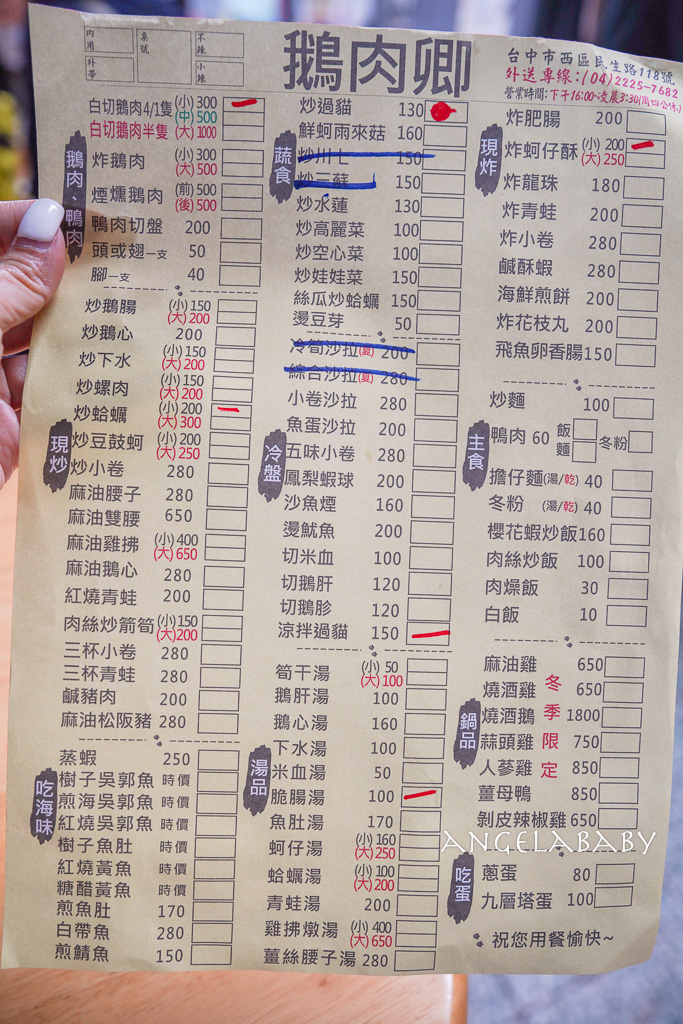 內用
桌號
不辣
外帶
小辣
鵝肉卿
台中市西區民生路118號
外送專線:(04)2225-7682
營業時間:下午16:00~凌晨3:30(周四公休)
鵝肉、鴨肉
白切鵝肉4/1隻 (小)300
(中)500
白切鵝肉半隻 (大)1000
炸鵝肉 (小)300
(大)500
煙燻鵝肉 (前)500
(後)500
鴨肉切盤 200
頭或翅一支 50
腳一支 40
現炒
炒鵝腸 (小)150
(大)200
炒鵝心 200
炒下水 (小)150
(大)200
炒螺肉 (小)150
(大)200
炒蛤蠣 (小)200
(大)300
炒豆鼓蚵 (小)200
(大)250
炒小卷 280
麻油腰子 280
麻油雙腰 650
麻油雞拂 (小)400
(大)650
麻油鵝心 280
紅燒青蛙 200
肉絲炒箭筍 (小)150
(大)200
三杯小卷 280
三杯青蛙 280
鹹豬肉 200
麻油松阪豬 280
吃海味
蒸蝦 250
樹子吳郭魚 時價
煎海吳郭魚 時價
紅燒吳郭魚 時價
樹子魚肚 時價
紅燒黃魚 時價
糖醋黃魚 時價
煎魚肚 170
白帶魚 280
煎鯖魚 150
蔬食
炒過貓 130
鮮蚵雨來菇 160
炒川七 150
炒三蘇 150
炒水蓮 130
炒高麗菜 100
炒空心菜 100
炒娃娃菜 150
絲瓜炒蛤蠣 150
燙豆芽 50
冷盤
冷筍沙拉(夏) 200
綜合沙拉(夏) 280
小卷沙拉 280
魚蛋沙拉 200
五味小卷 280
鳳梨蝦球 200
沙魚煙 160
燙魷魚 200
切米血 100
切鵝肝 120
切鵝胗 120
涼拌過貓 150
湯品
筍干湯 (小)50
(大)100
鵝肝湯 100
鵝心湯 160
下水湯 100
米血湯 50
脆腸湯 100
魚肚湯 170
蚵仔湯 (小)160
(大)250
蛤蠣湯 (小)100
(大)200
青蛙湯 200
雞拂燉湯 (小)400
(大)650
薑絲腰子湯 280
現炸
炸肥腸 200
炸蚵仔酥 (小)200
(大)250
炸龍珠 180
炸青蛙 200
炸小卷 280
鹹酥蝦 280
海鮮煎餅 200
炸花枝丸 200
飛魚卵香腸 150
主食
炒麵 100
鴨肉 60 飯
麵
冬粉
擔仔麵(湯/乾) 40
冬粉 (湯/乾) 40
櫻花蝦炒飯 160
肉絲炒飯 100
肉燥飯 30
白飯 10
鍋品
冬季限定
麻油雞 650
燒酒雞 650
燒酒鵝 1800
蒜頭雞 750
人蔘雞 850
薑母鴨 850
剝皮辣椒雞 650
ANGELABABY
吃蛋
蔥蛋 80
九層塔蛋 100
祝您用餐愉快~